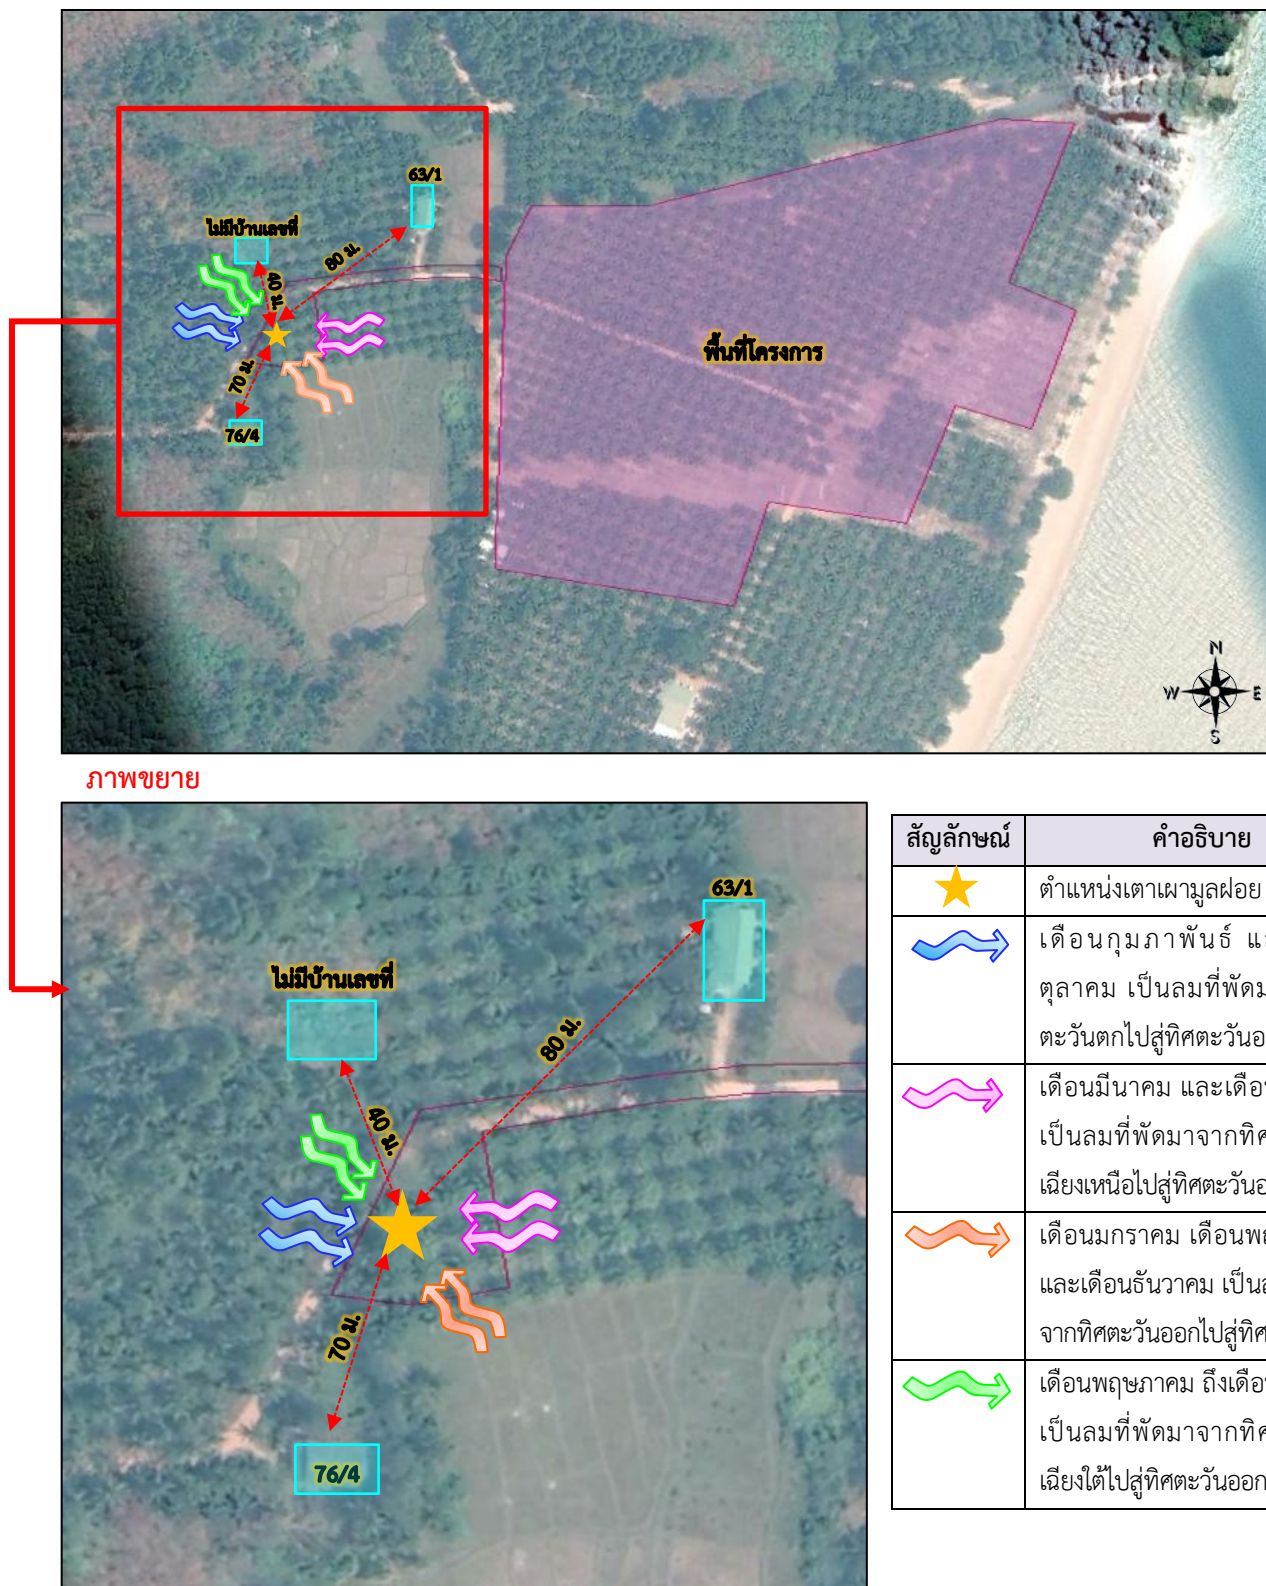 63/1
ไม่มีบ้านเลขที่
80 ม.
40 ม.
พื้นที่โครงการ
70 ม.
76/4
N
W E
S
ภาพขยาย
63/1
ไม่มีบ้านเลขที่
80 ม.
40 ม.
70 ม.
76/4
สัญลักษณ์ คำอธิบาย
ตำแหน่งเตาเผามูลฝอย
เดือนกุมภาพันธ์
ตุลาคม เป็นลมที่พัด
ตะวันตกไปสู่ทิศตะวัน
เดือนมีนาคม และเดือน
เป็นลมที่พัดมาจากทิศ
เฉียงเหนือไปสู่ทิศตะวัน
เดือนมกราคม
และเดือนธันวาคม
จากทิศตะวันออกไปสู่ทิศ
เดือนพฤษภาคม ถึงเดือน
เป็นลมที่พัดมาจากทิศ
เฉียงใต้ไปสู่ทิศตะวันออก